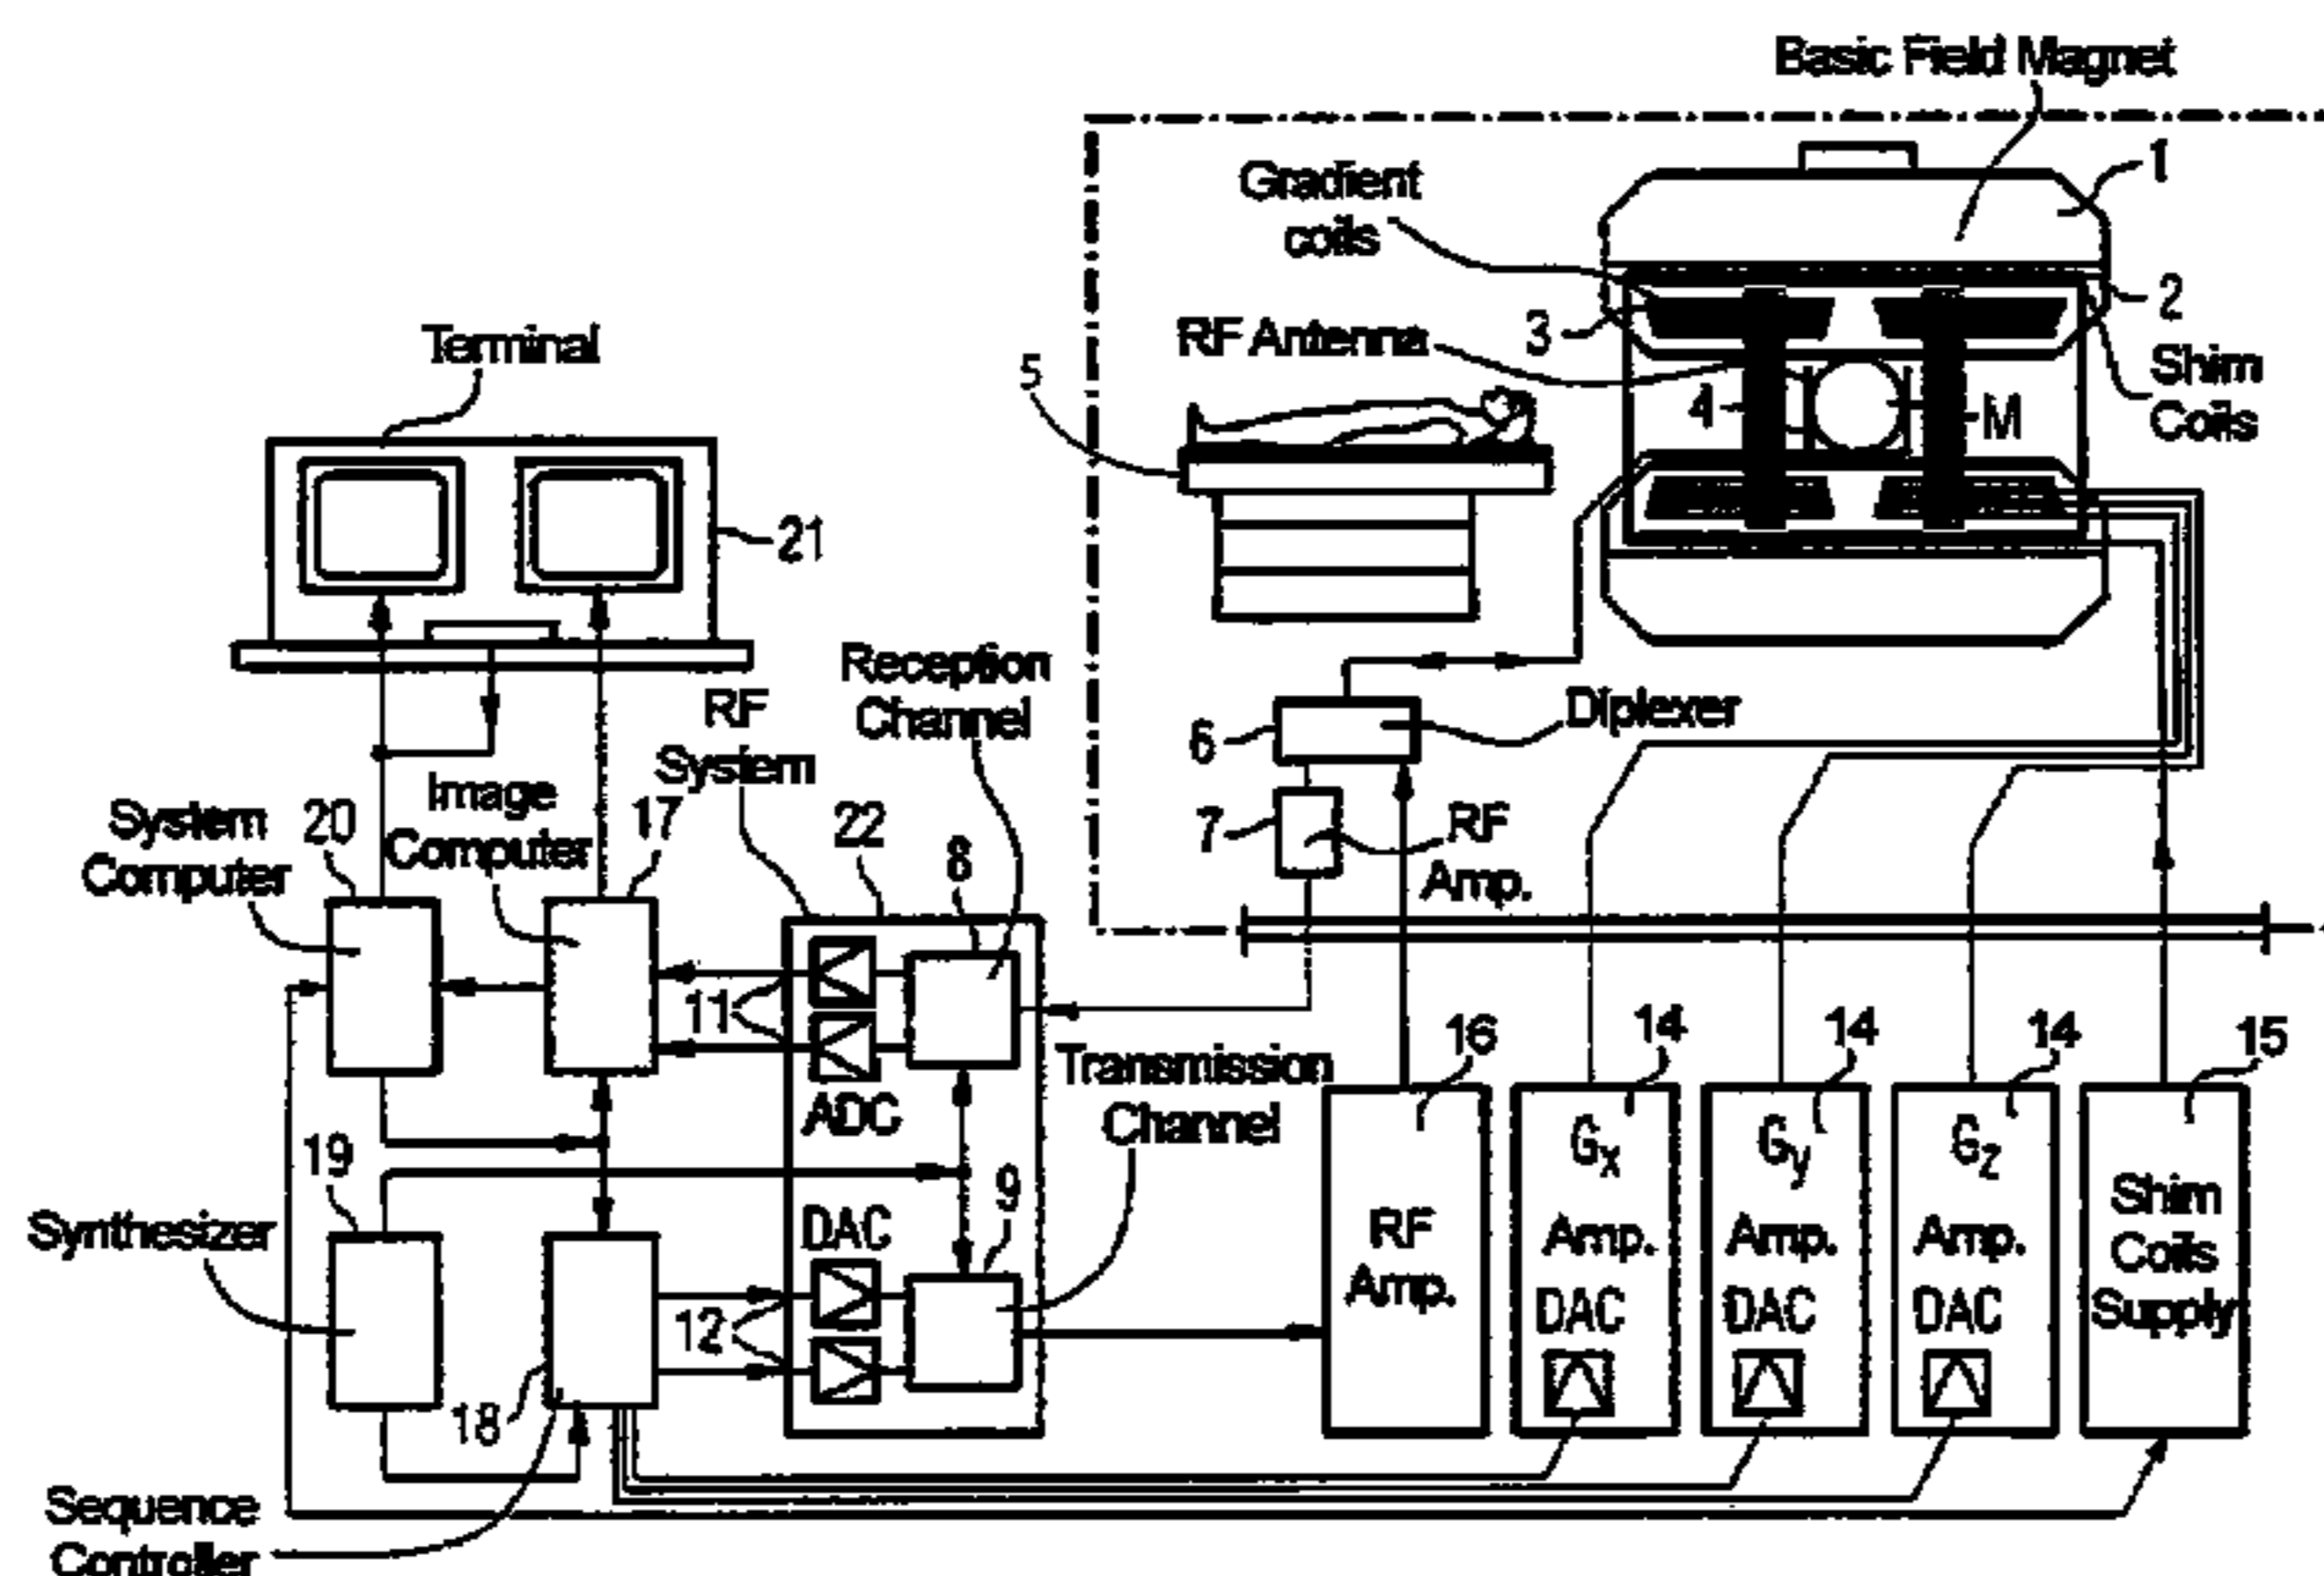 Basic Field Magnet
1
Gradient
coils
2
3
RF Antenna
Shim
Coils
4
M
5
Terminal
21
Reception
Channel
RF
System
Diplexer
6
Image
Computer
17
System
Computer
20
22
8
7
RF
Amp.
11
ADC
Transmission
Channel
16
14
14
14
15
Gx
Amp.
DAC
Gy
Amp.
DAC
Gz
Amp.
DAC
Shim
Coils
Supply
RF
Amp.
19
Synthesizer
DAC
9
12
18
Sequence
Controller